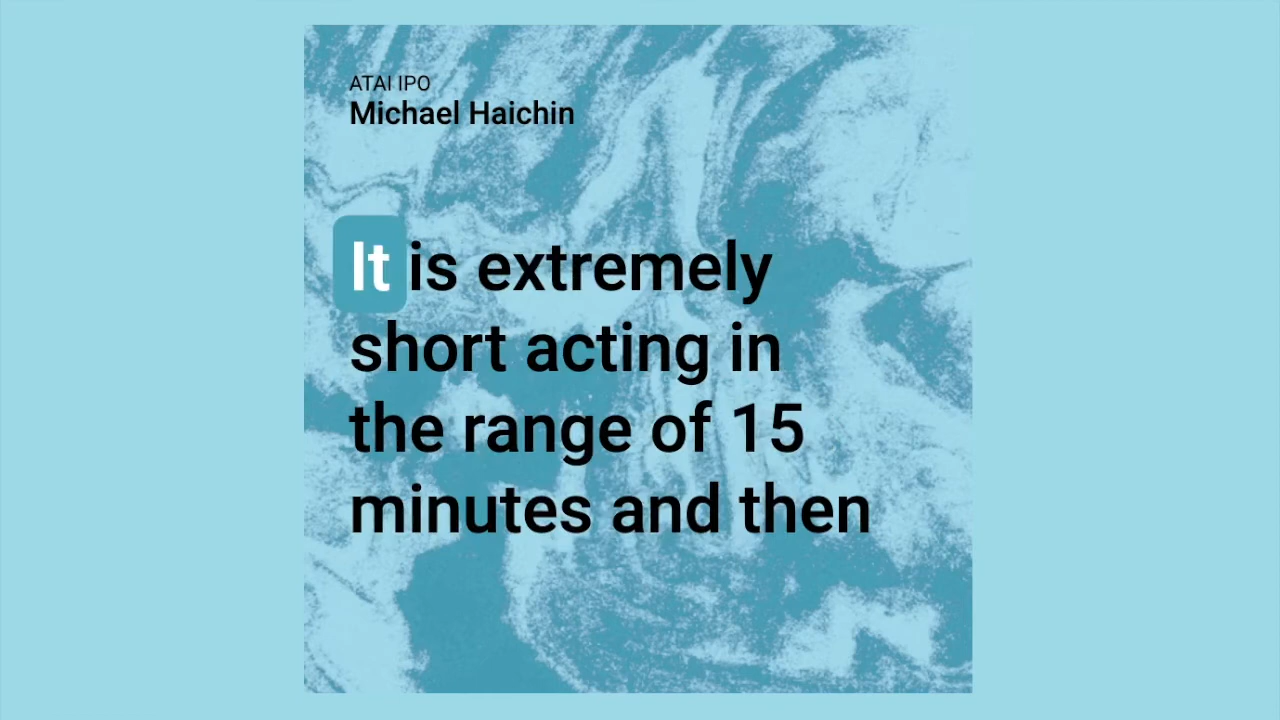 ATAI IPO
Michael Haichin
It is extremely
short acting in
the range of 15
minutes and then